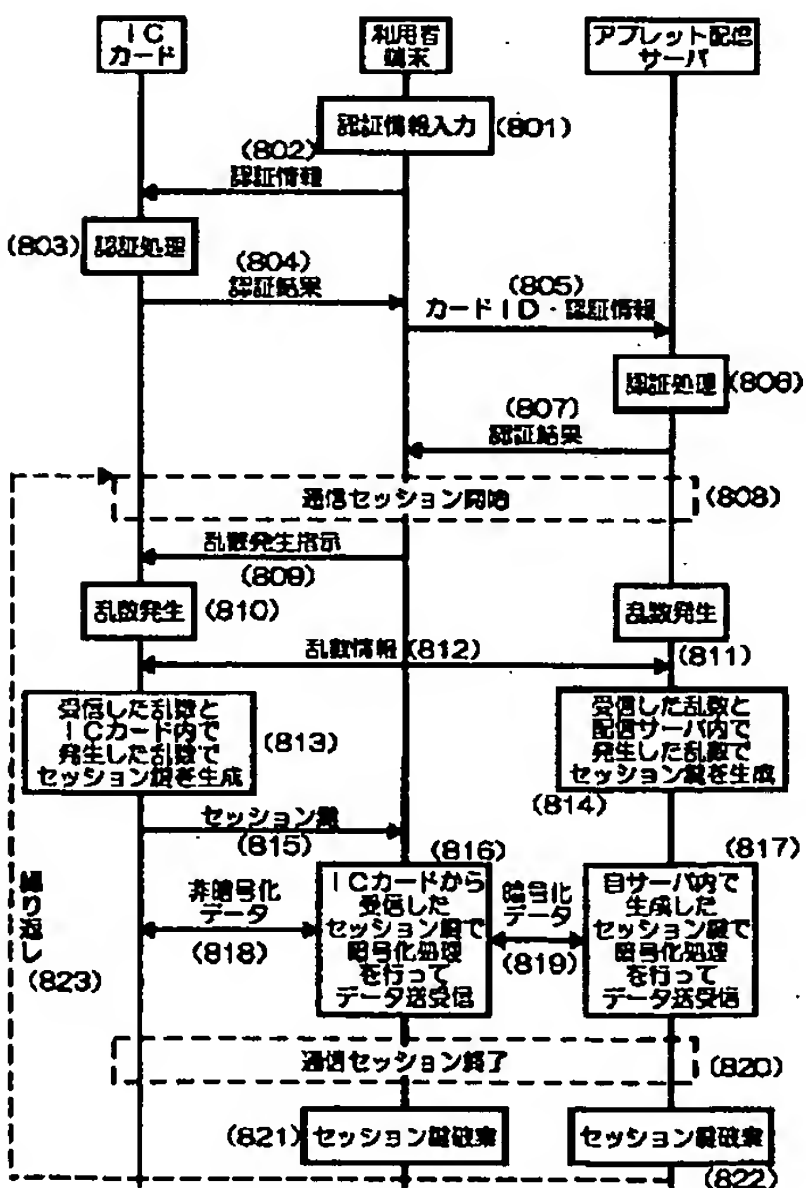 ＩＣ
カード
利用者
端末
アプレット配信
サーバ
認証情報入力 (801)
(802)
認証情報
(803) 認証処理
(804)
認証結果
(805)
カードＩＤ・認証情報
認証処理 (806)
(807)
認証結果
通信セッション開始 (808)
乱数発生指示
(809)
乱数発生 (810)
乱数発生
(811)
乱数情報 (812)
受信した乱数と
ＩＣカード内で
発生した乱数で
セッション鍵を生成
(813)
受信した乱数と
配信サーバ内で
発生した乱数で
セッション鍵を生成
(814)
セッション鍵
(815)
(816)
ＩＣカードから
受信した
セッション鍵で
暗号化処理
を行って
データ送受信
(817)
自サーバ内で
生成した
セッション鍵で
暗号化処理
を行って
データ送受信
非暗号化
データ
(818)
暗号化
データ
(819)
繰り返し
(823)
通信セッション終了 (820)
(821) セッション鍵破棄
セッション鍵破棄
(822)